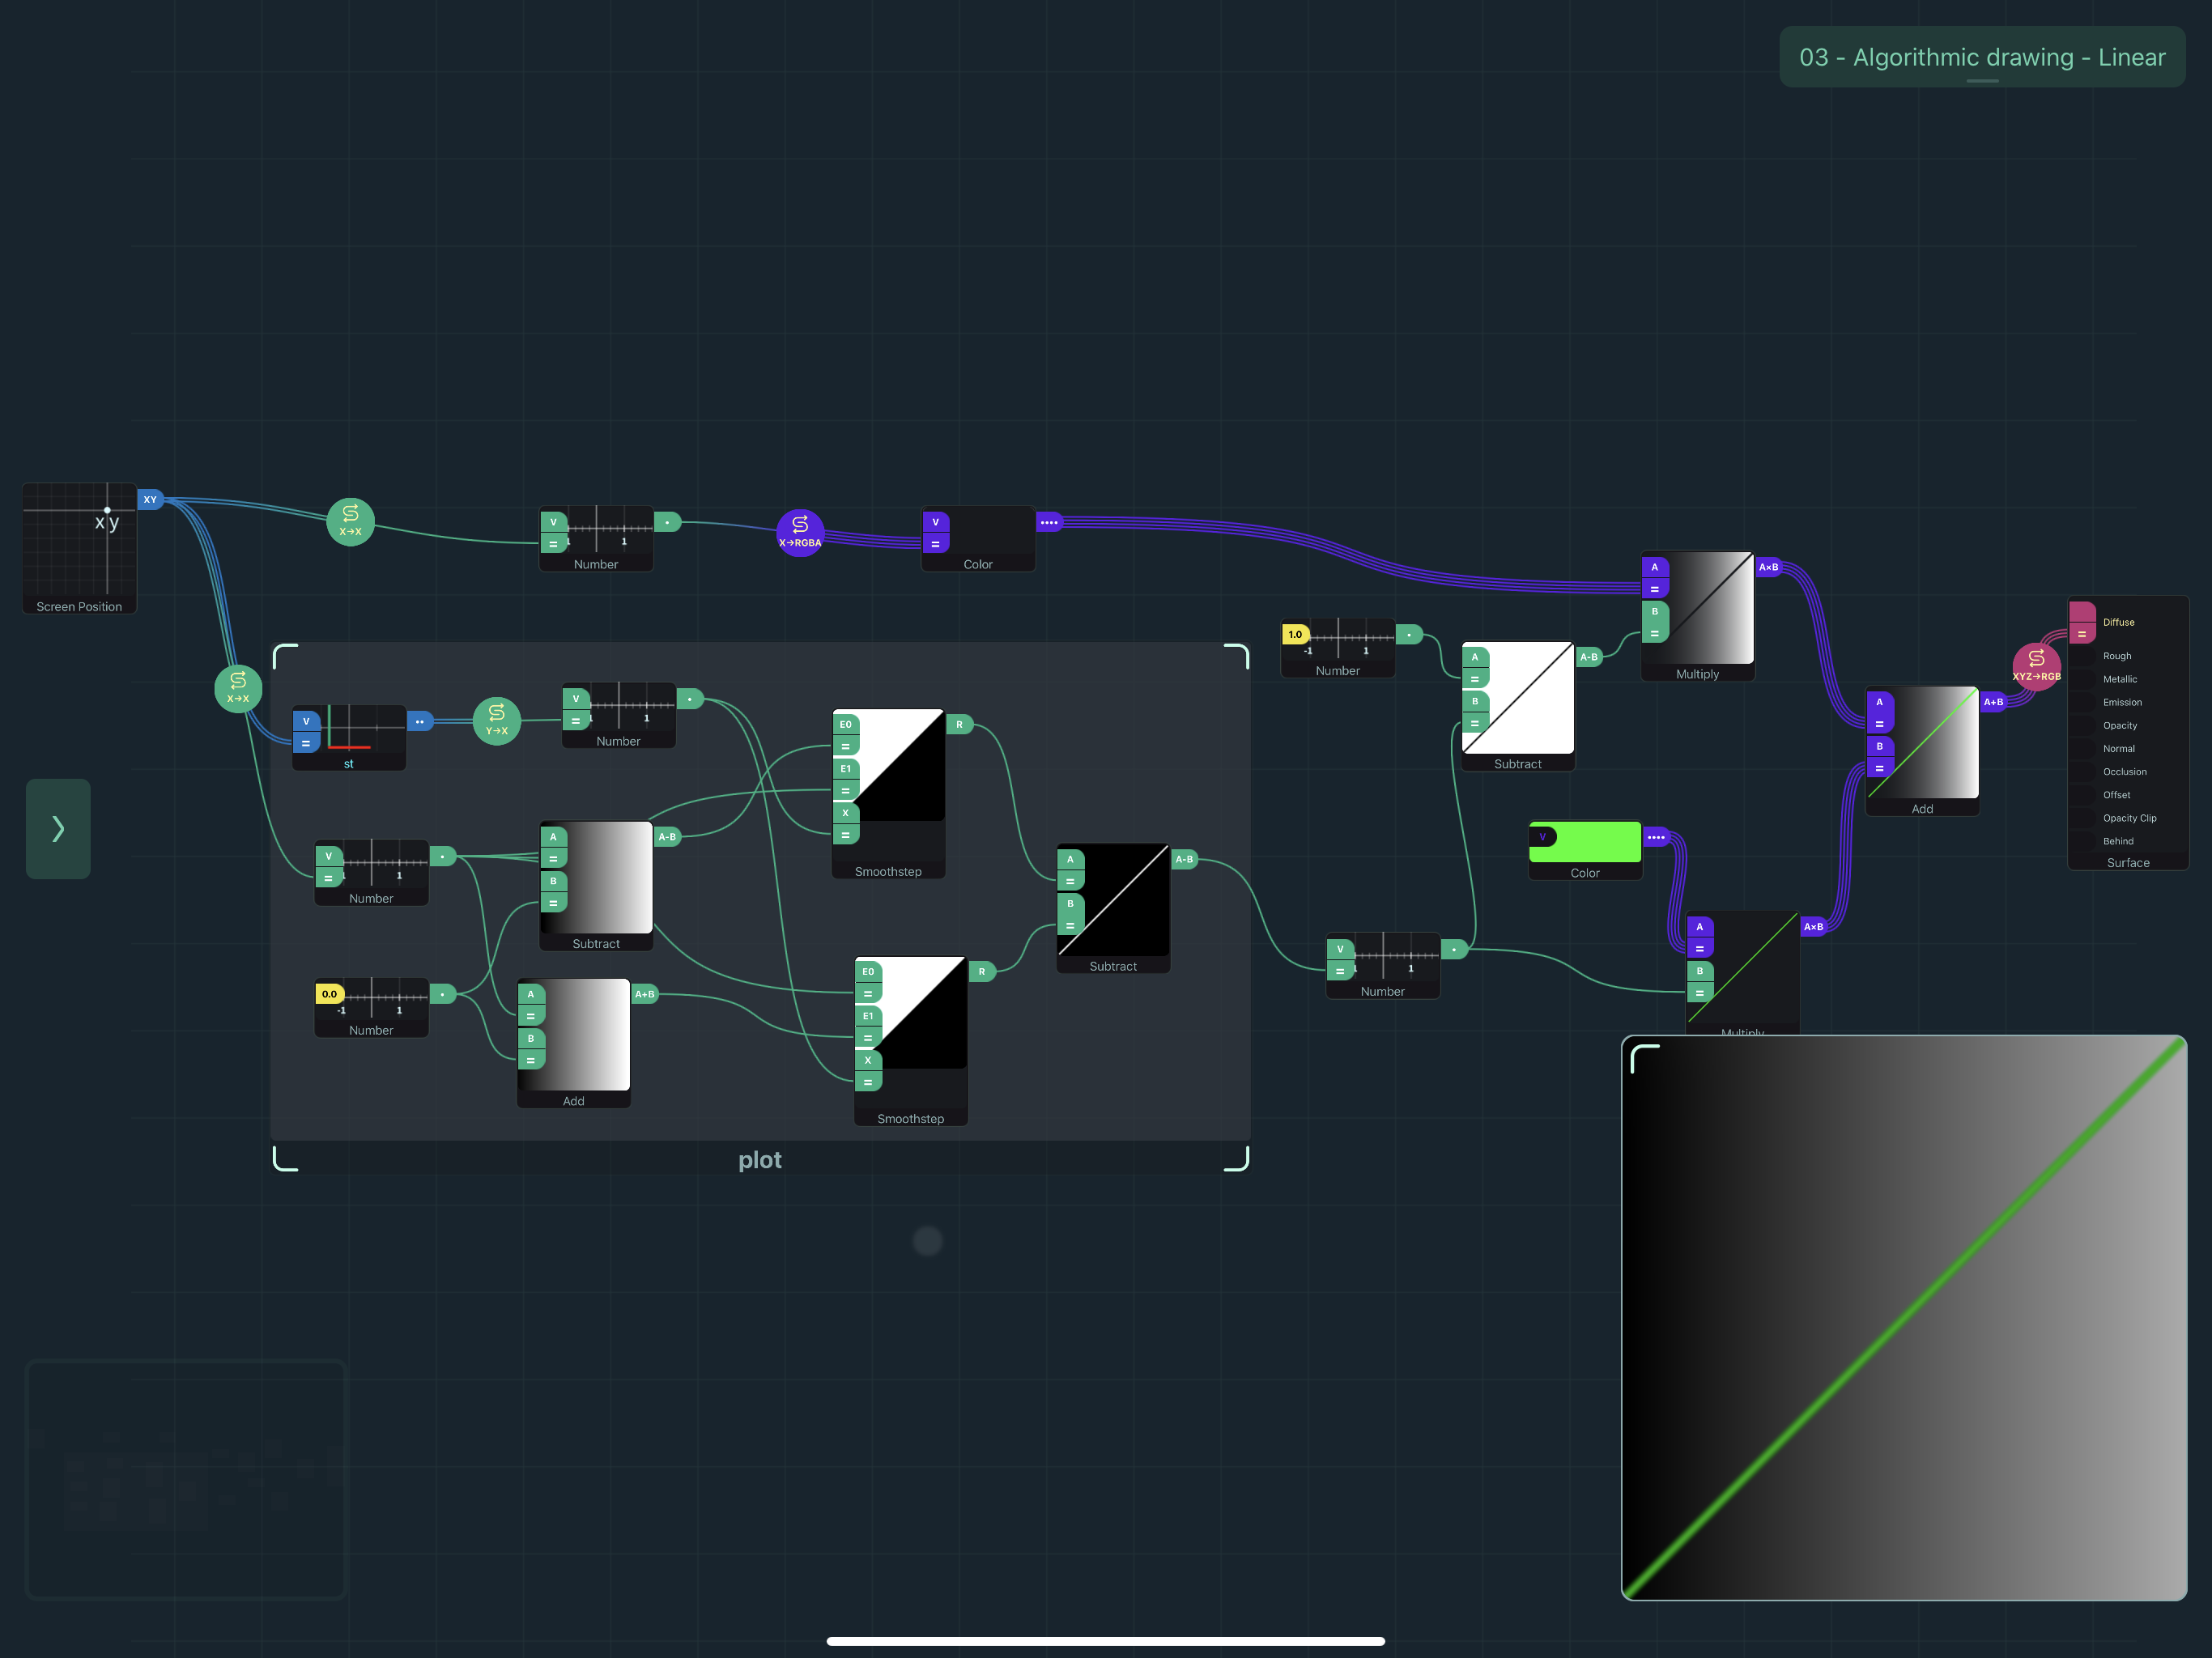 03 - Algorithmic drawing - Linear
XY
x y
Screen Position
X→X
V
=
1
Number
X→RGBA
V
=
Color
A
=
B
=
A×B
Multiply
1.0
-1
1
Number
A
=
B
=
A-B
Subtract
X→X
V
=
st
Y→X
V
=
1
Number
E0
=
E1
=
X
=
R
Smoothstep
V
=
1
Number
A
=
B
=
A-B
Subtract
0.0
-1
1
Number
A
=
B
=
A+B
Add
E0
=
E1
=
X
=
R
Smoothstep
A
=
B
=
A-B
Subtract
plot
V
=
1
Number
V
Color
A
=
B
=
A×B
Multiply
A
=
B
=
A+B
Add
XYZ→RGB
=
Diffuse
Rough
Metallic
Emission
Opacity
Normal
Occlusion
Offset
Opacity Clip
Behind
Surface